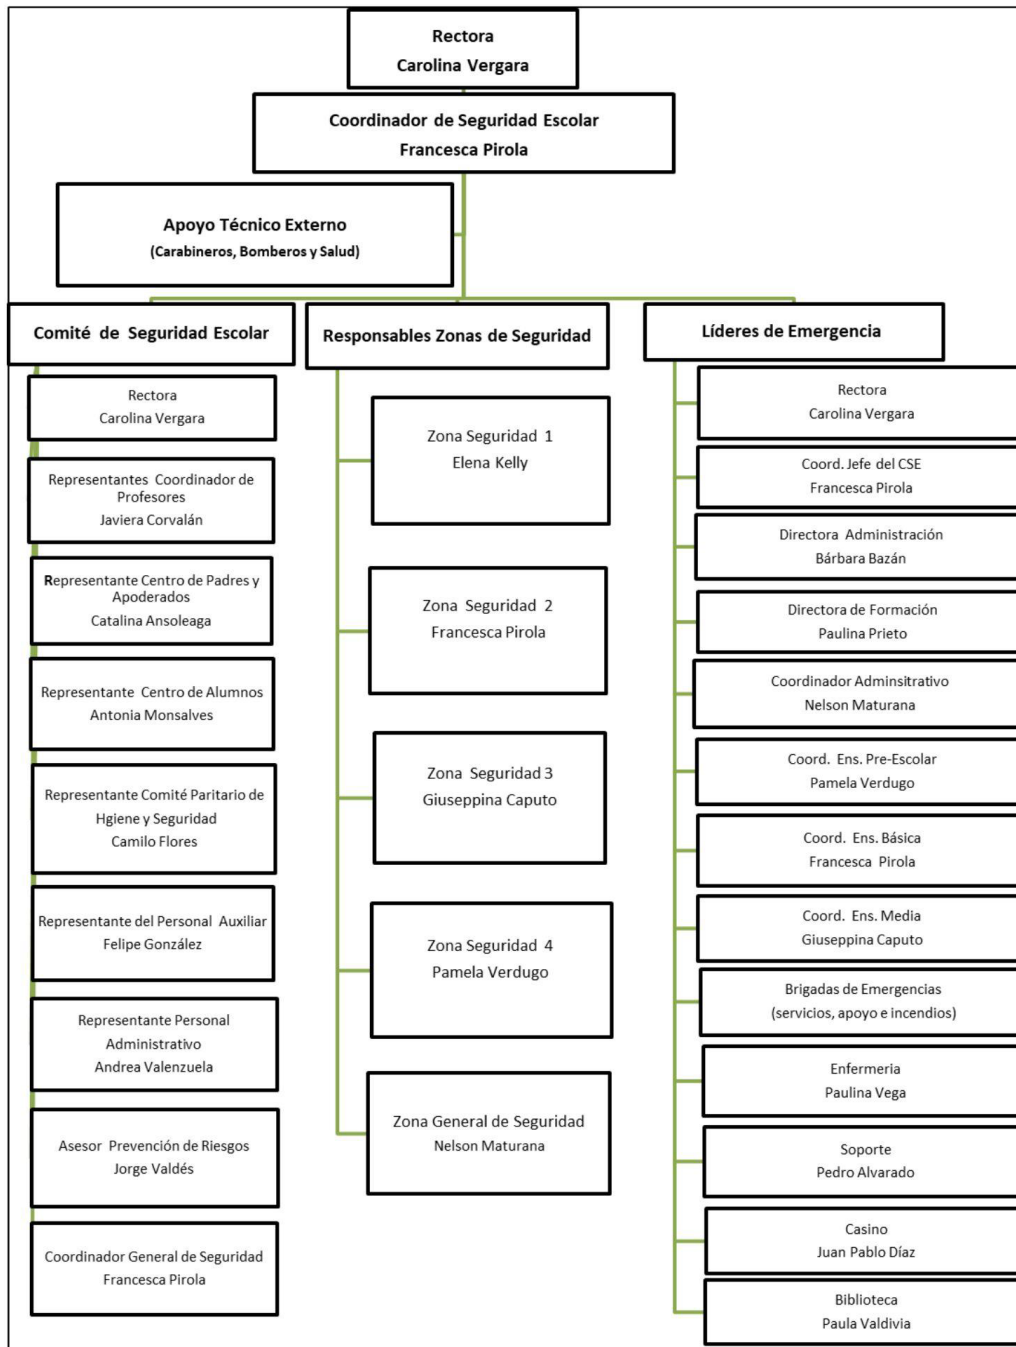 Rectora
Carolina Vergara
Coordinador de Seguridad Escolar
Francesca Pirola
Apoyo Técnico Externo
(Carabineros, Bomberos y Salud)
Comité de Seguridad Escolar
Rectora
Carolina Vergara
Representantes Coordinador de
Profesores
Javiera Corvalán
Representante Centro de Padres y
Apoderados
Catalina Ansoleaga
Representante Centro de Alumnos
Antonia Monsalves
Representante Comité Paritario de
Hgiene y Seguridad
Camilo Flores
Representante del Personal Auxiliar
Felipe González
Representante Personal
Administrativo
Andrea Valenzuela
Asesor Prevención de Riesgos
Jorge Valdés
Coordinador General de Seguridad
Francesca Pirola
Responsables Zonas de Seguridad
Zona Seguridad 1
Elena Kelly
Zona Seguridad 2
Francesca Pirola
Zona Seguridad 3
Giuseppina Caputo
Zona Seguridad 4
Pamela Verdugo
Zona General de Seguridad
Nelson Maturana
Líderes de Emergencia
Rectora
Carolina Vergara
Coord. Jefe del CSE
Francesca Pirola
Directora Administración
Bárbara Bazán
Directora de Formación
Paulina Prieto
Coordinador Adminsitrativo
Nelson Maturana
Coord. Ens. Pre-Escolar
Pamela Verdugo
Coord. Ens. Básica
Francesca Pirola
Coord. Ens. Media
Giuseppina Caputo
Brigadas de Emergencias
(servicios, apoyo e incendios)
Enfermeria
Paulina Vega
Soporte
Pedro Alvarado
Casino
Juan Pablo Díaz
Biblioteca
Paula Valdivia